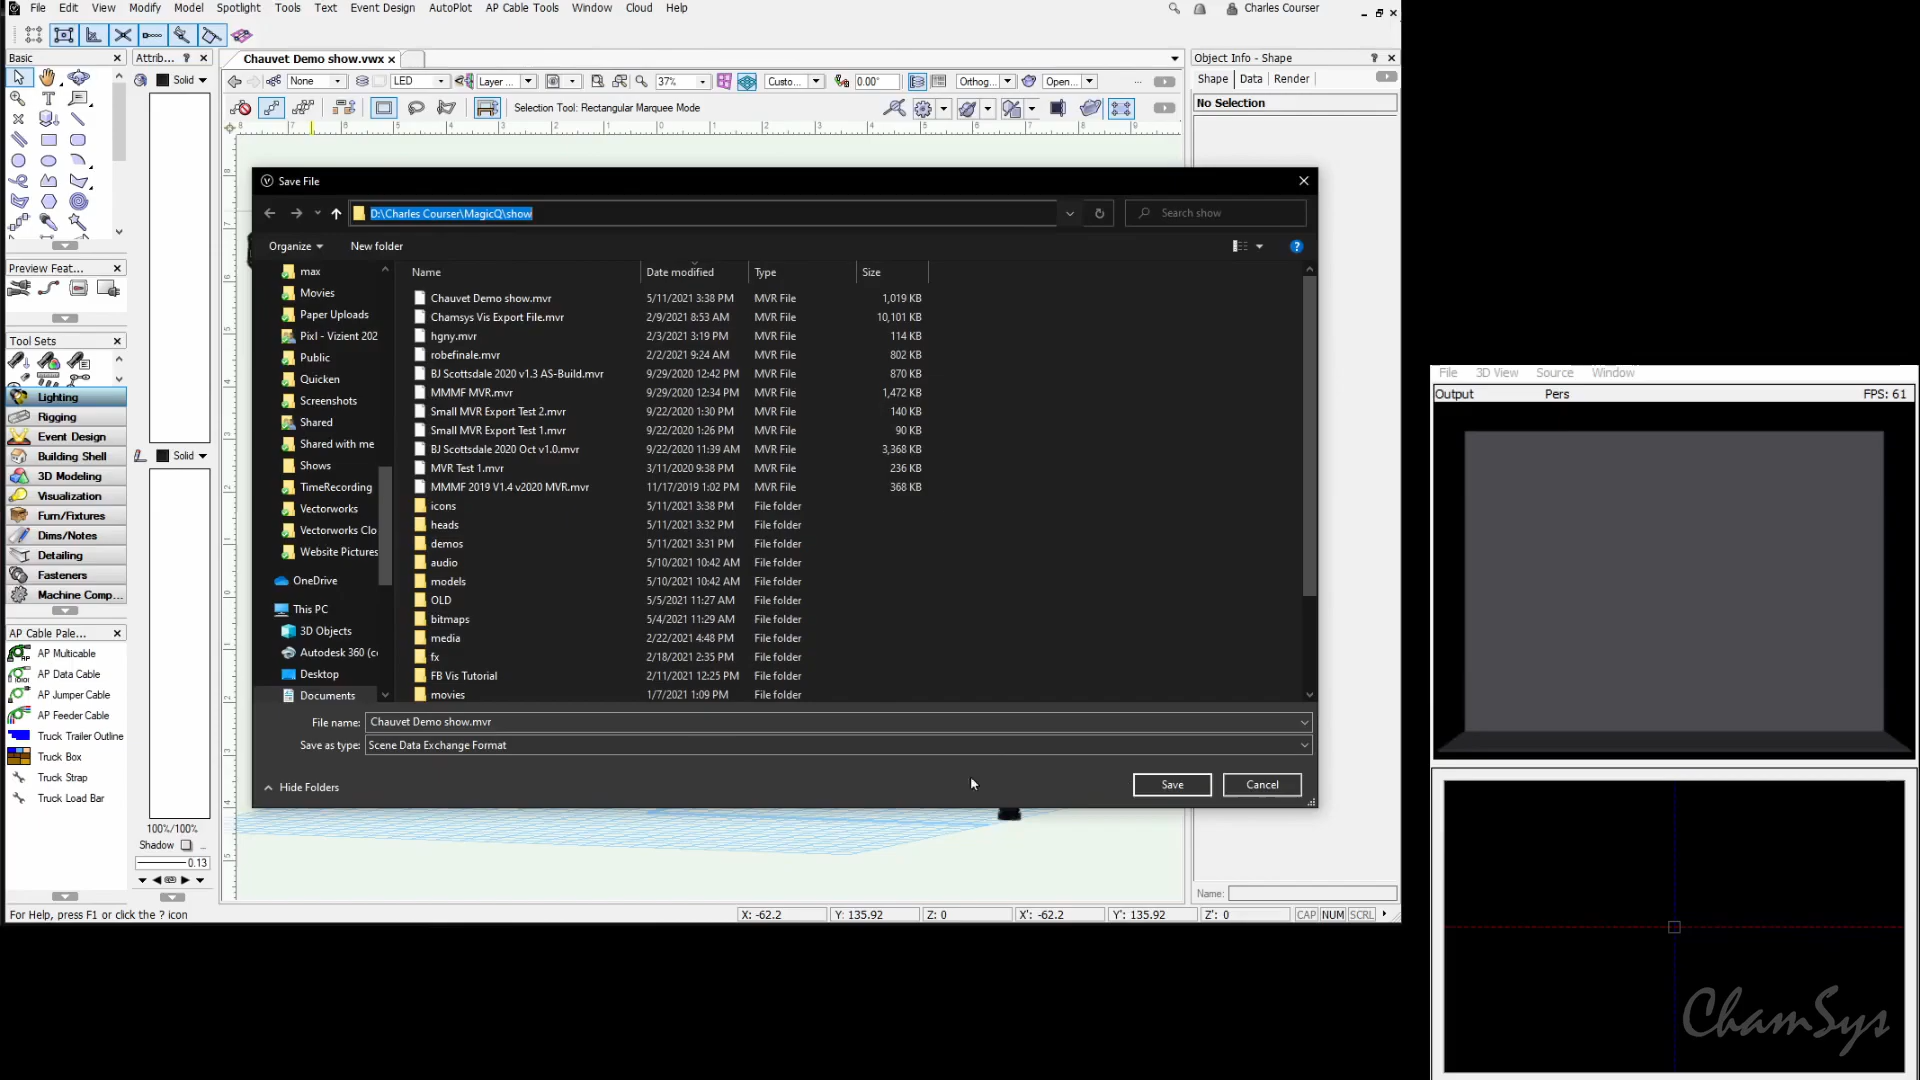 File Edit View Modify Model Spotlight Tools Text Event Design AutoPlot AP Cable Tools Window Cloud Help Charles Courser
Basic Attrib... ? Chauvet Demo show.vwx Object Info - Shape ?
Solid None LED Layer ... 37% Custo... 0.00° Orthog... Open... ... Shape Data Render
Selection Tool: Rectangular Marquee Mode No Selection
Save File
D:\Charles Courser\MagicQ\show Search show
Organize New folder ?
Name Date modified Type Size
max
Movies
Paper Uploads
Pixl - Vizient 202
Public
Quicken
Screenshots
Shared
Shared with me
Shows
TimeRecording
Vectorworks
Vectorworks Clo
Website Pictures
OneDrive
This PC
3D Objects
Autodesk 360 (c
Desktop
Documents
Chauvet Demo show.mvr 5/11/2021 3:38 PM MVR File 1,019 KB
Chamsys Vis Export File.mvr 2/9/2021 8:53 AM MVR File 10,101 KB
hgny.mvr 2/3/2021 3:19 PM MVR File 114 KB
robefinale.mvr 2/2/2021 9:24 AM MVR File 802 KB
BJ Scottsdale 2020 v1.3 AS-Build.mvr 9/29/2020 12:42 PM MVR File 870 KB
MMMF MVR.mvr 9/29/2020 12:34 PM MVR File 1,472 KB
Small MVR Export Test 2.mvr 9/22/2020 1:30 PM MVR File 140 KB
Small MVR Export Test 1.mvr 9/22/2020 1:26 PM MVR File 90 KB
BJ Scottsdale 2020 Oct v1.0.mvr 9/22/2020 11:39 AM MVR File 3,368 KB
MVR Test 1.mvr 3/11/2020 9:38 PM MVR File 236 KB
MMMF 2019 V1.4 v2020 MVR.mvr 11/17/2019 1:02 PM MVR File 368 KB
icons 5/11/2021 3:38 PM File folder
heads 5/11/2021 3:32 PM File folder
demos 5/11/2021 3:31 PM File folder
audio 5/10/2021 10:42 AM File folder
models 5/10/2021 10:42 AM File folder
OLD 5/5/2021 11:27 AM File folder
bitmaps 5/4/2021 11:29 AM File folder
media 2/22/2021 4:48 PM File folder
fx 2/18/2021 2:35 PM File folder
FB Vis Tutorial 2/11/2021 12:25 PM File folder
movies 1/7/2021 1:09 PM File folder
File name: Chauvet Demo show.mvr
Save as type: Scene Data Exchange Format
Hide Folders Save Cancel
Preview Feat...
Tool Sets
Lighting
Rigging
Event Design
Building Shell
3D Modeling
Visualization
Furn/Fixtures
Dims/Notes
Detailing
Fasteners
Machine Comp...
Solid
AP Cable Pale...
AP Multicable
AP Data Cable
AP Jumper Cable
AP Feeder Cable
Truck Trailer Outline
Truck Box
Truck Strap
Truck Load Bar
100%/100%
Shadow ...
0.13
Name:
For Help, press F1 or click the ? icon X: -62.2 Y: 135.92 Z: 0 X': -62.2 Y': 135.92 Z': 0 CAP NUM SCRL
File 3D View Source Window
Output Pers FPS: 61
ChamSys